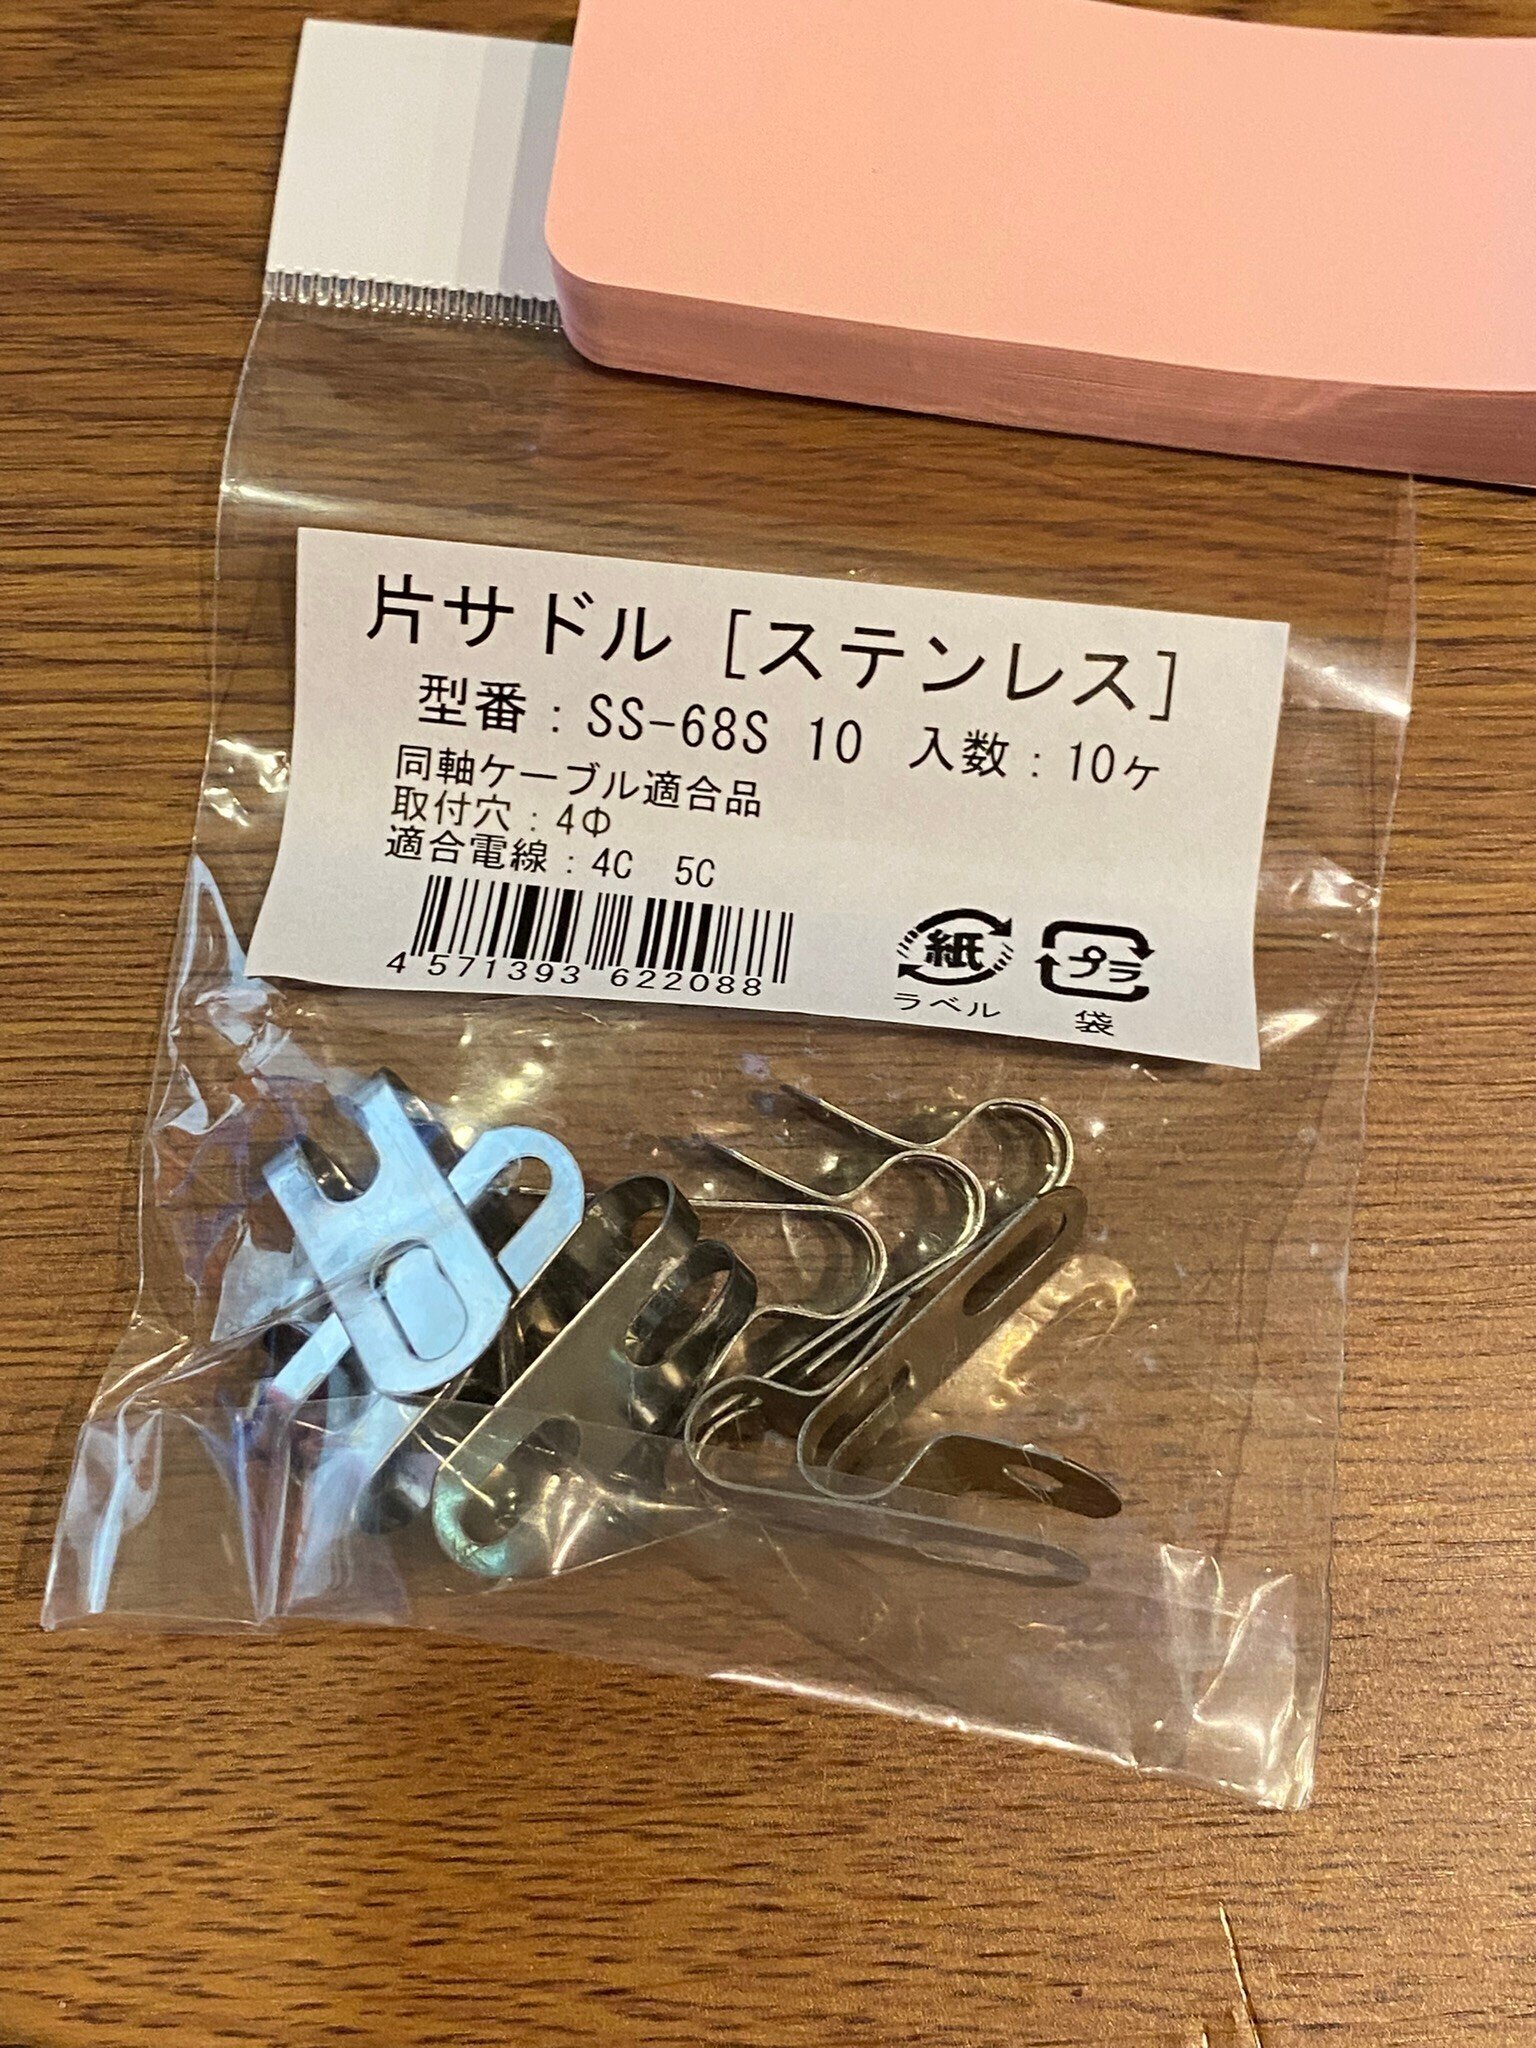 片サドル [ステンレス]
型番：SS-68S 10　入数：10ヶ
同軸ケーブル適合品
取付穴：4Φ
適合電線：4C　5C
4 571393 622088
紙
ラベル
プラ
袋